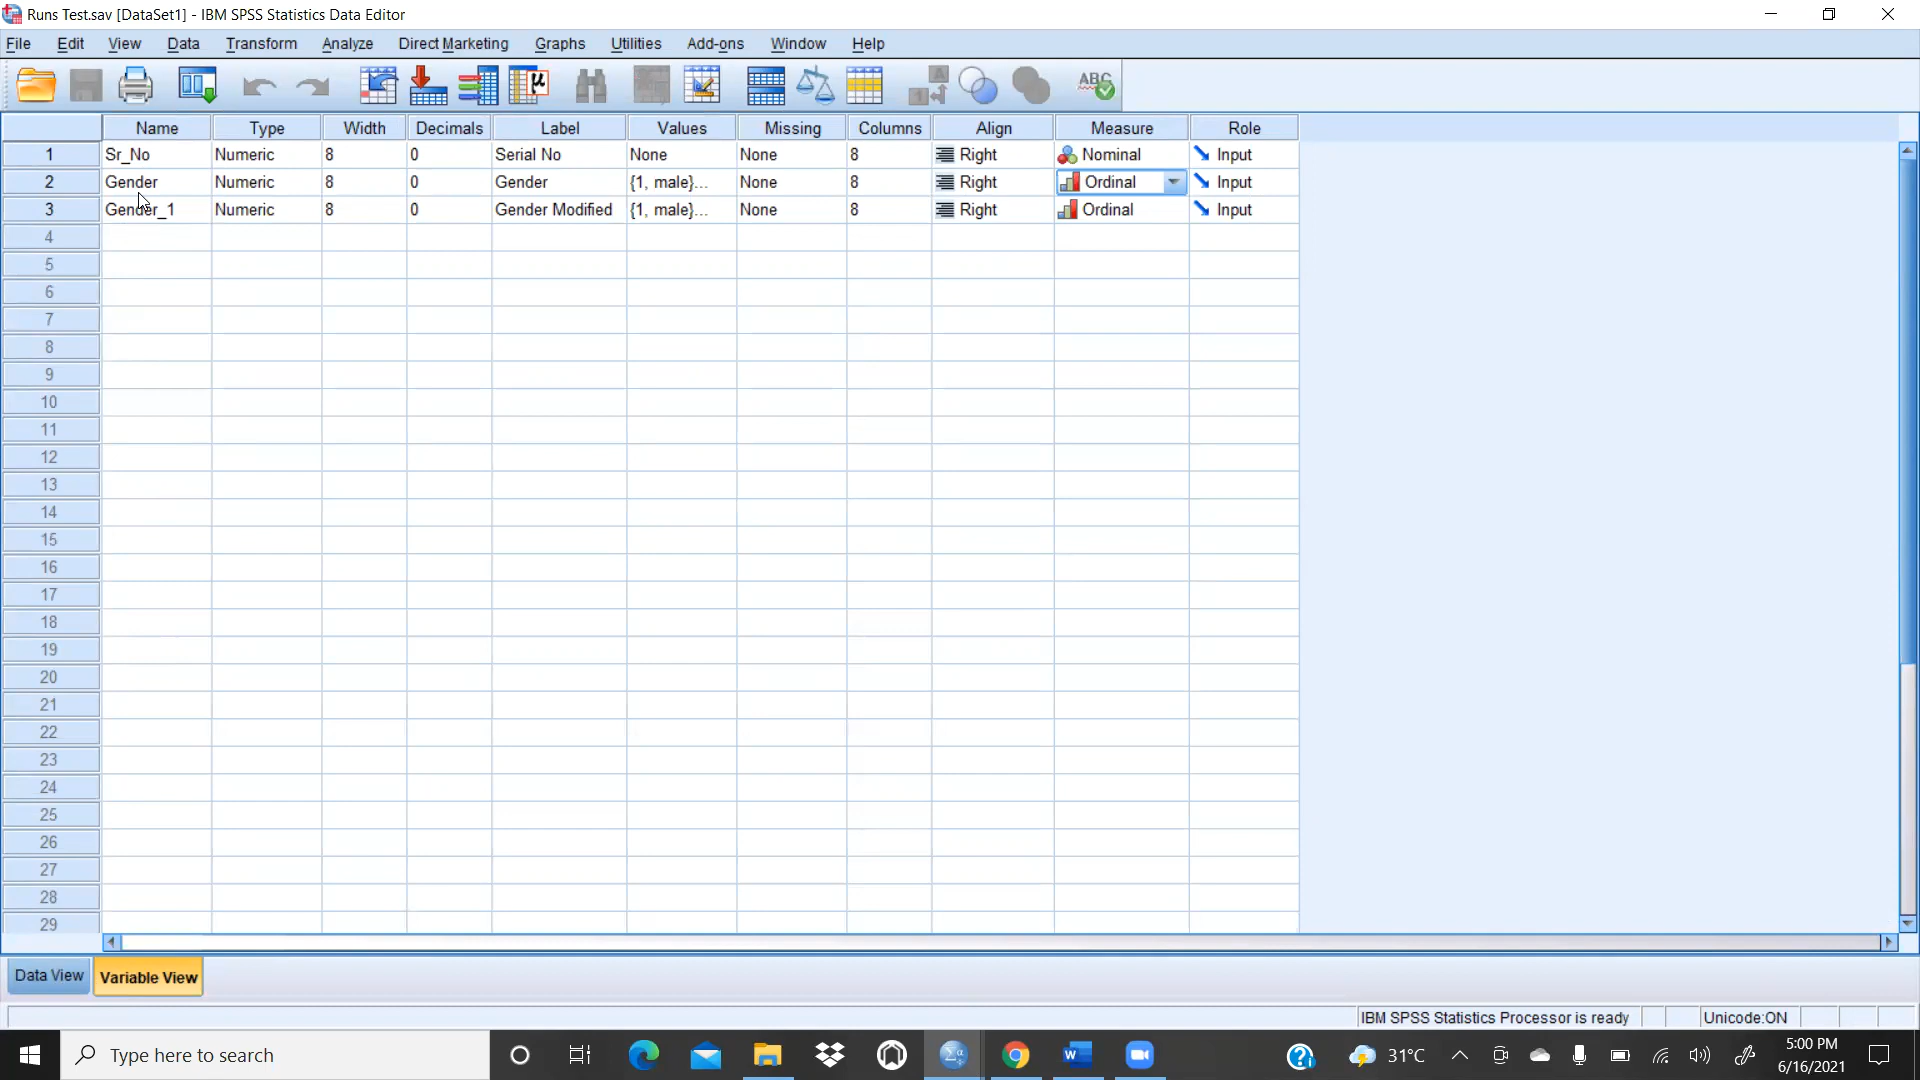 Runs Test.sav [DataSet1] - IBM SPSS Statistics Data Editor
File Edit View Data Transform Analyze Direct Marketing Graphs Utilities Add-ons Window Help
Name Type Width Decimals Label Values Missing Columns Align Measure Role
1 Sr_No Numeric 8 0 Serial No None None 8 Right Nominal Input
2 Gender Numeric 8 0 Gender {1, male}... None 8 Right Ordinal Input
3 Gender_1 Numeric 8 0 Gender Modified {1, male}... None 8 Right Ordinal Input
4
5
6
7
8
9
10
11
12
13
14
15
16
17
18
19
20
21
22
23
24
25
26
27
28
29
Data View Variable View
IBM SPSS Statistics Processor is ready Unicode:ON
Type here to search
31°C
5:00 PM
6/16/2021